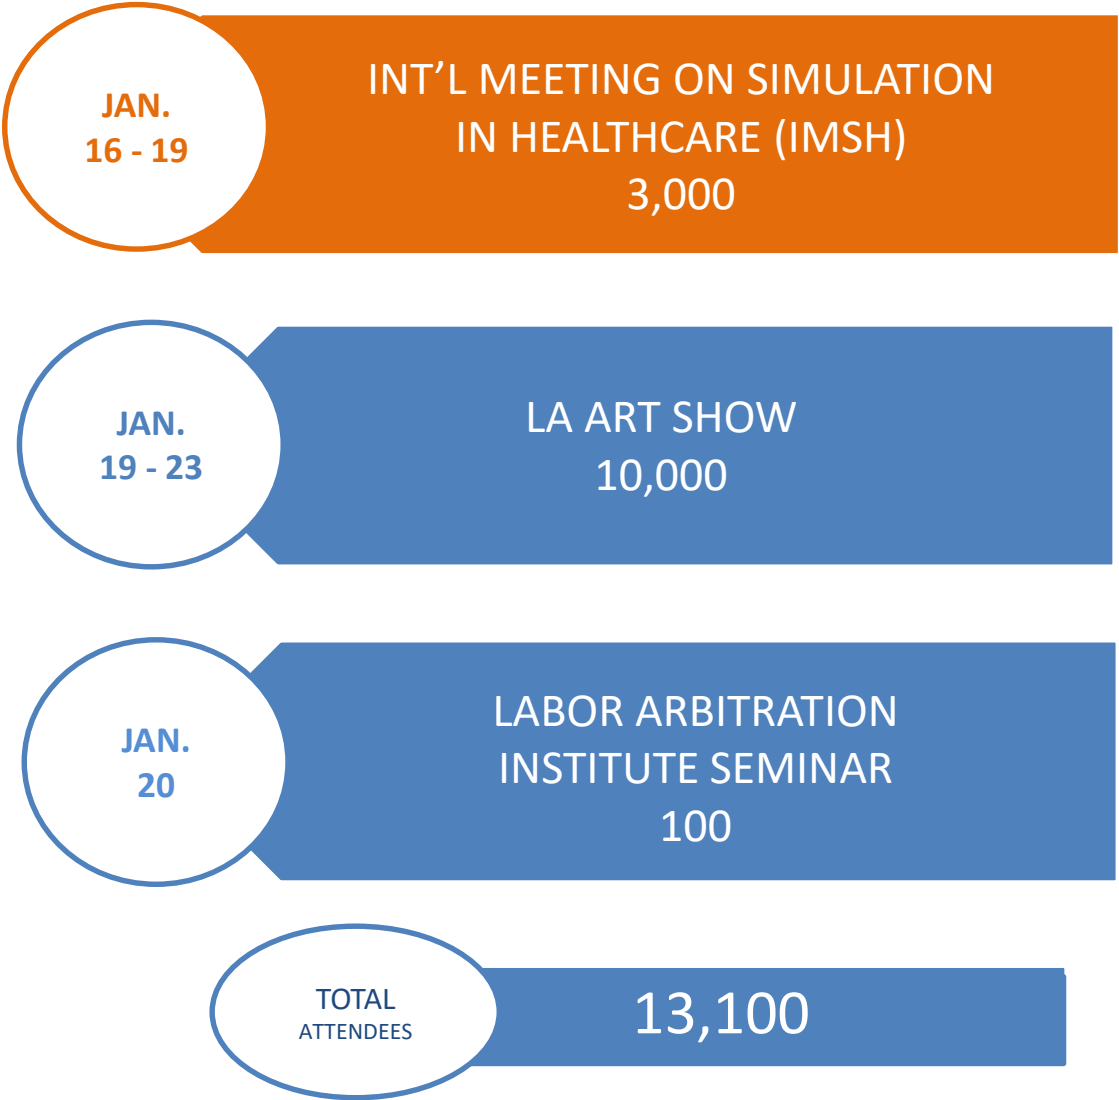 JAN.
16 - 19
INT’L MEETING ON SIMULATION
IN HEALTHCARE (IMSH)
3,000
JAN.
19 - 23
LA ART SHOW
10,000
JAN.
20
LABOR ARBITRATION
INSTITUTE SEMINAR
100
TOTAL
ATTENDEES
13,100